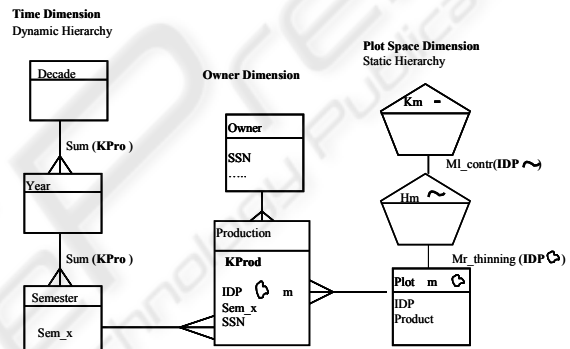 Time Dimension
Dynamic Hierarchy
Decade
Sum (KPro )
Year
Sum (KPro )
Semester
Sem_x
Owner Dimension
Owner
SSN
.....
Production
KProd
IDP m
Sem_x
SSN
Plot Space Dimension
Static Hierarchy
Km
Ml_contr(IDP )
Hm
Mr_thinning (IDP )
Plot m
IDP
Product